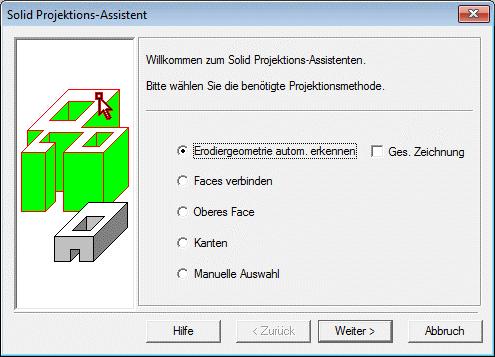 Solid Projektions-Assistent
Willkommen zum Solid Projektions-Assistenten.
Bitte wählen Sie die benötigte Projektionsmethode.
Erodiergeometrie autom. erkennen
Ges. Zeichnung
Faces verbinden
Oberes Face
Kanten
Manuelle Auswahl
Hilfe
< Zurück
Weiter >
Abbruch